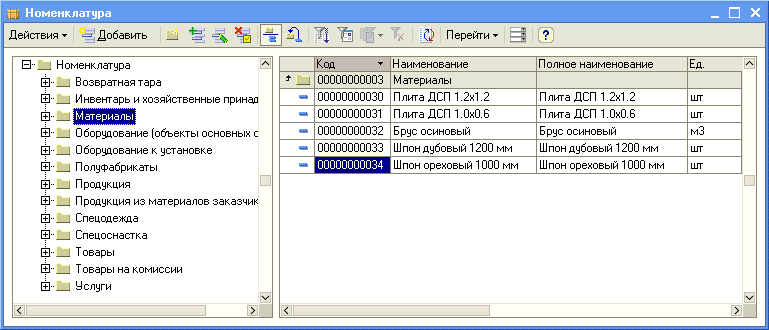 Номенклатура
Действия Добавить Перейти
Номенклатура
Возвратная тара
Инвентарь и хозяйственные принад
Материалы
Оборудование (объекты основных с
Оборудование к установке
Полуфабрикаты
Продукция
Продукция из материалов заказчик
Спецодежда
Спецоснастка
Товары
Товары на комиссии
Услуги
Код Наименование Полное наименование Ед.
00000000003 Материалы
00000000030 Плита ДСП 1.2х1.2 Плита ДСП 1.2х1.2 шт
00000000031 Плита ДСП 1.0х0.6 Плита ДСП 1.0х0.6 шт
00000000032 Брус осиновый Брус осиновый м3
00000000033 Шпон дубовый 1200 мм Шпон дубовый 1200 мм шт
00000000034 Шпон ореховый 1000 мм Шпон ореховый 1000 мм шт